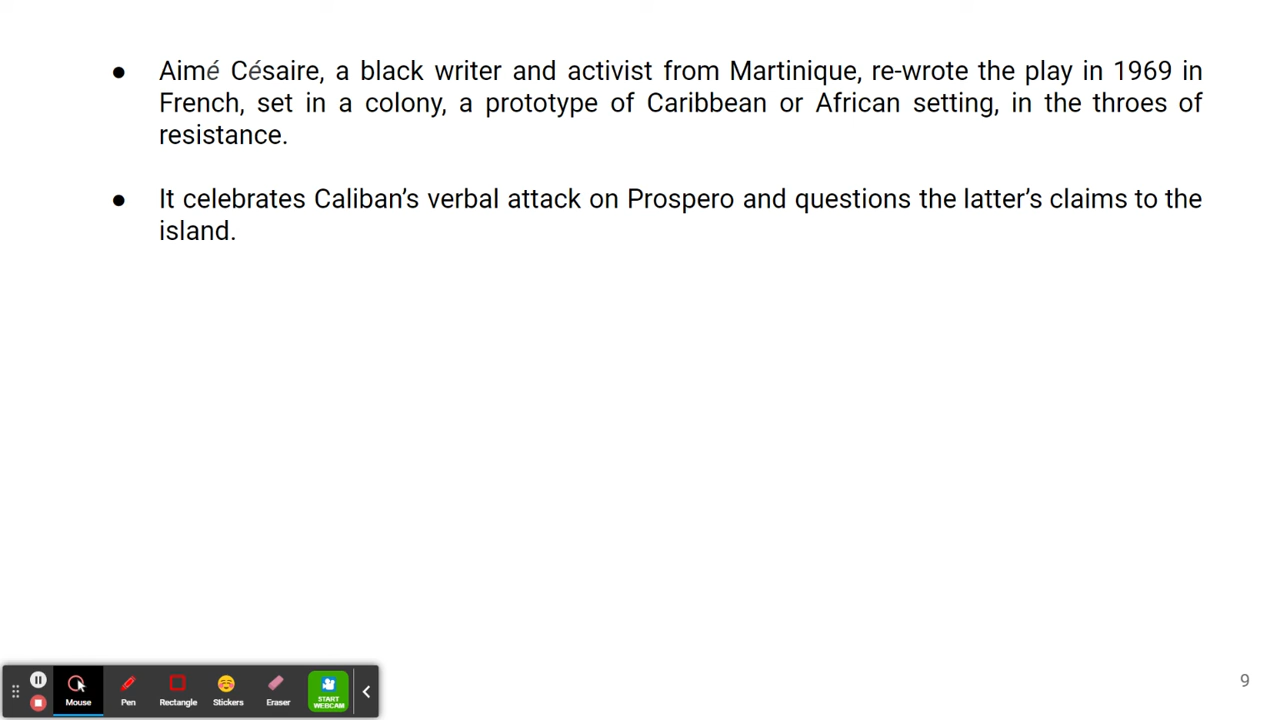 ● Aimé Césaire, a black writer and activist from Martinique, re-wrote the play in 1969 in
French, set in a colony, a prototype of Caribbean or African setting, in the throes of
resistance.
● It celebrates Caliban’s verbal attack on Prospero and questions the latter’s claims to the
island.
9
Mouse
Pen
Rectangle
Stickers
Eraser
START
WEBCAM